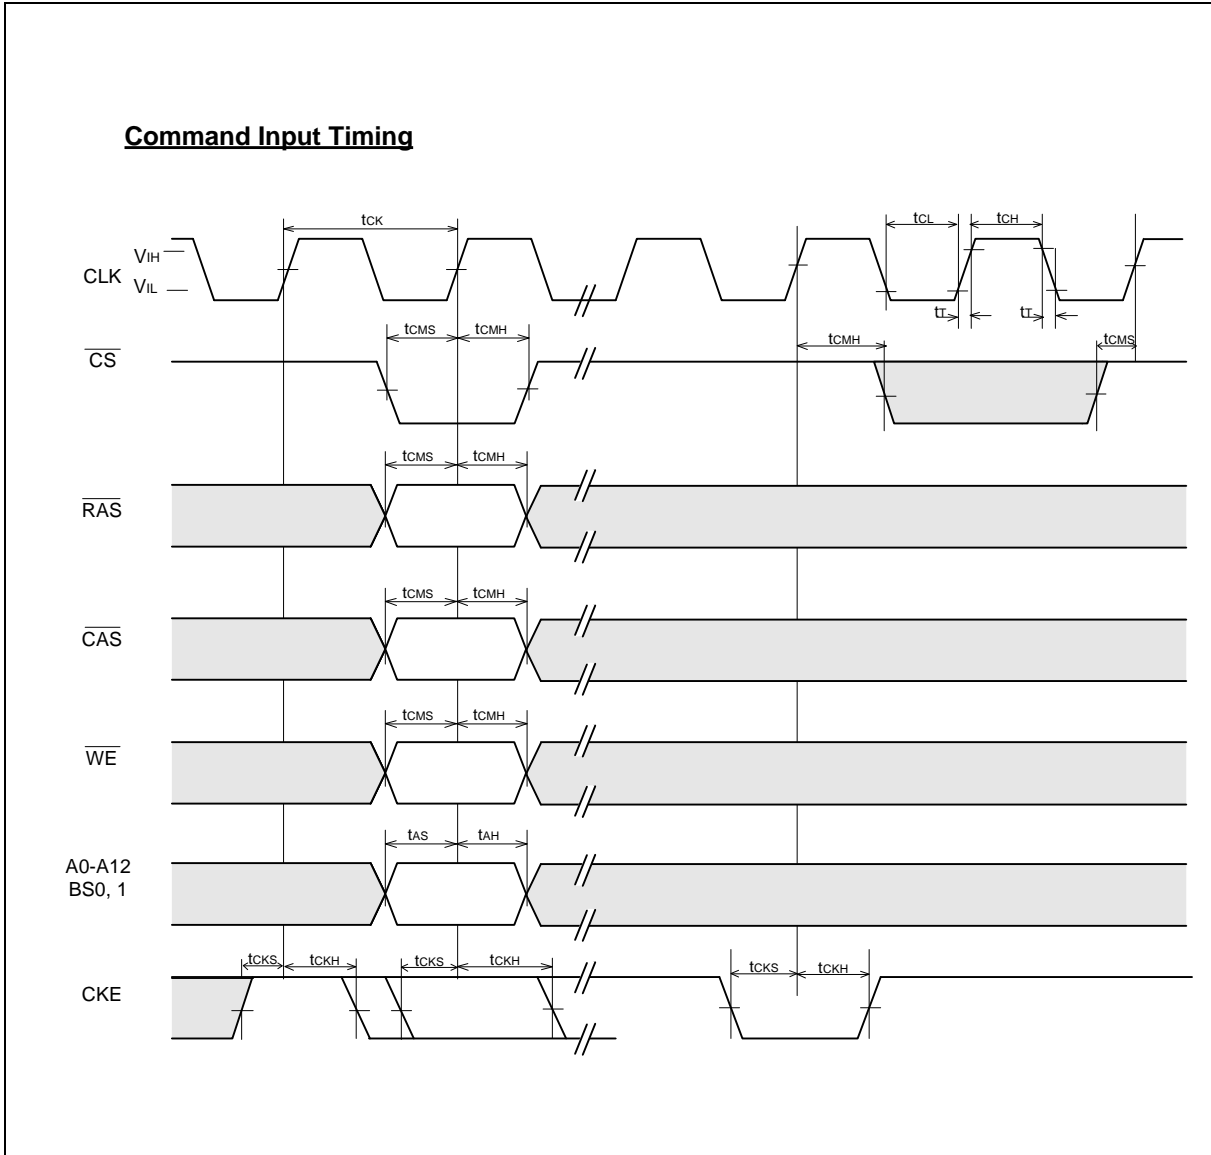 Command Input Timing
tCK
tCL
tCH
VIH
CLK
VIL
tT
tT
tCMS
tCMH
tCMH
tCMS
CS
tCMS
tCMH
RAS
tCMS
tCMH
CAS
tCMS
tCMH
WE
tAS
tAH
A0-A12
BS0, 1
tCKS
tCKH
tCKS
tCKH
tCKS
tCKH
CKE